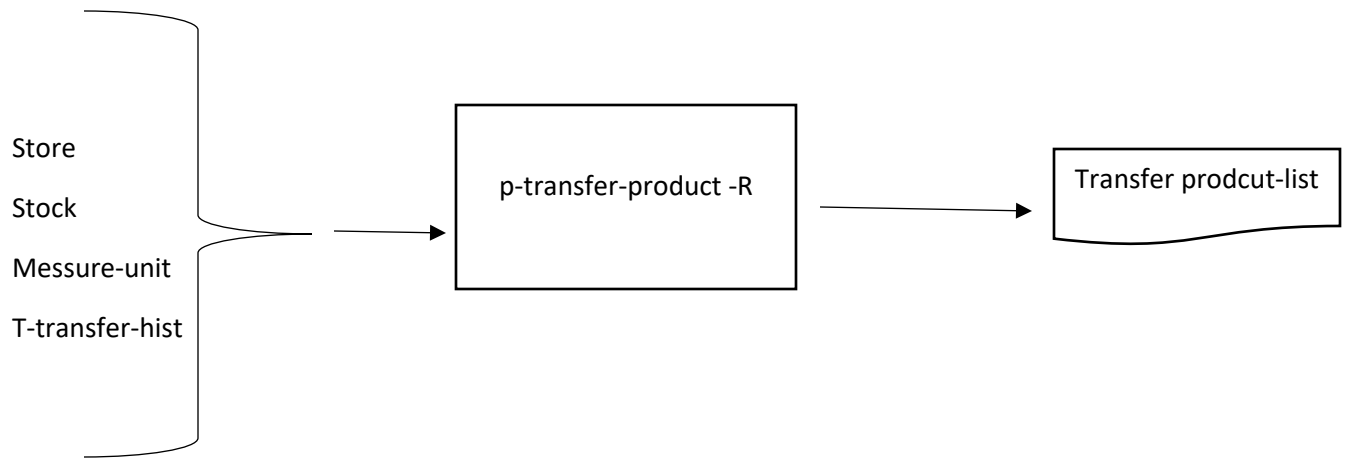 Store
Stock
Messure-unit
T-transfer-hist
p-transfer-product -R
Transfer prodcut-list